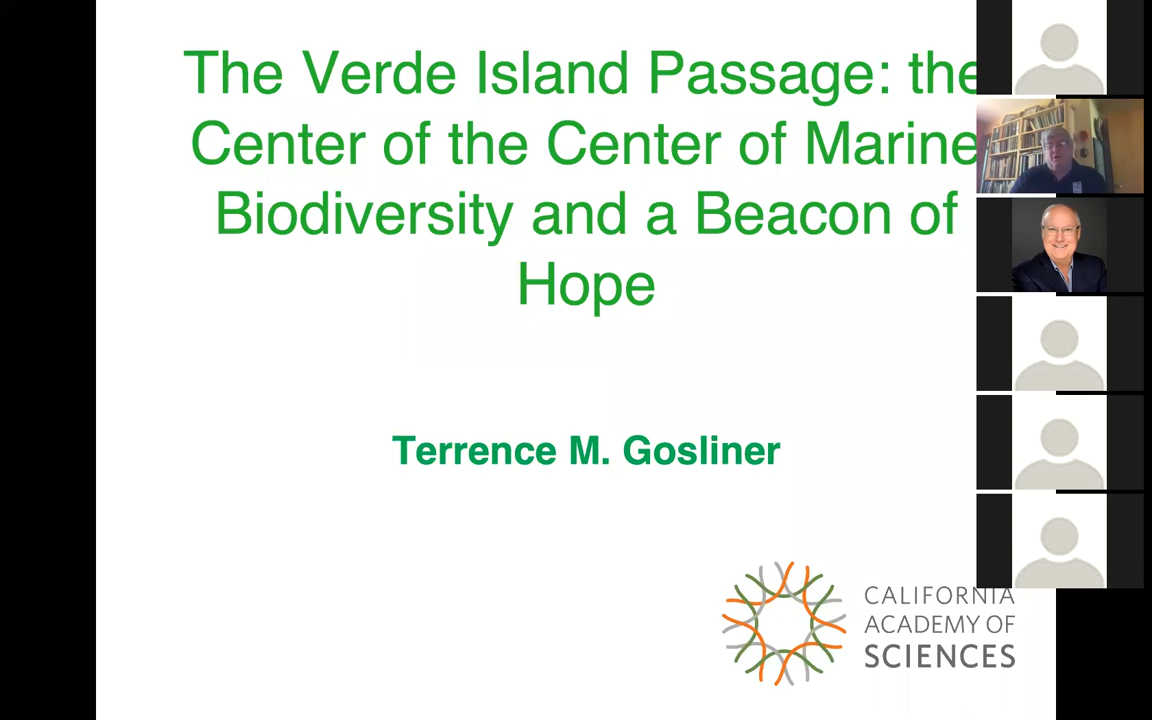 The Verde Island Passage: the
Center of the Center of Marine
Biodiversity and a Beacon of
Hope
Terrence M. Gosliner
CALIFORNIA
ACADEMY OF
SCIENCES